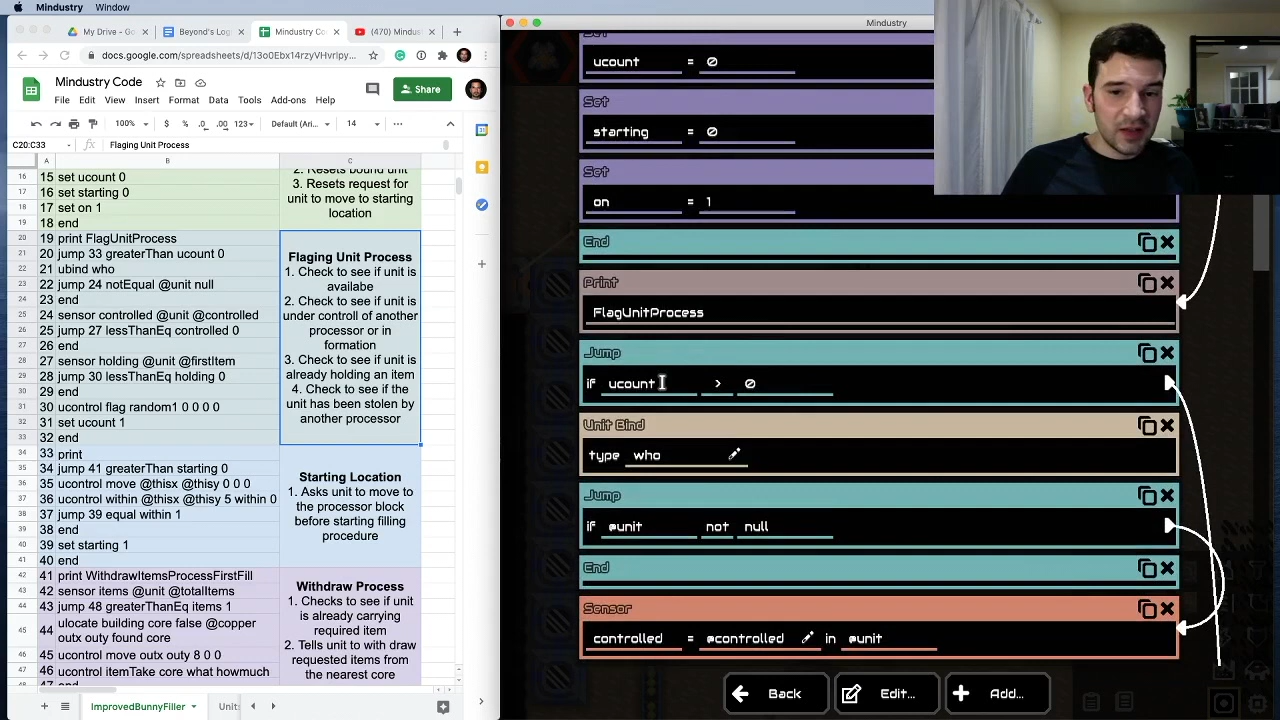 Mindustry Window
Mindustry
My Drive - Go
Beyond's Log
Mindustry Co
(470) Mindust
docs.google.com/spreadsheets/d/13o0Ebx14rzyVHvrIpy...
Mindustry Code
File Edit View Insert Format Data Tools Add-ons Help
Share
100% $ % .0 .00 123 Default (Ari... 14
C20:C33 fx Flaging Unit Process
A B C
16 15 set ucount 0
17 16 set starting 0
18 17 set on 1
19 18 end
2. Resets bound unit
3. Resets request for
unit to move to starting
location
20 19 print FlagUnitProcess
21 20 jump 33 greaterThan ucount 0
22 21 ubind who
23 22 jump 24 notEqual @unit null
24 23 end
25 24 sensor controlled @unit @controlled
26 25 jump 27 lessThanEq controlled 0
27 26 end
28 27 sensor holding @unit @firstItem
29 28 jump 30 lessThanEq holding 0
30 29 end
31 30 ucontrol flag random1 0 0 0 0
32 31 set ucount 1
33 32 end
Flaging Unit Process
1. Check to see if unit is
availabe
2. Check to see if unit is
under controll of another
processor or in
formation
3. Check to see if unit is
already holding an item
4. Check to see if the
unit has been stolen by
another processor
34 33 print
35 34 jump 41 greaterThan starting 0
36 35 ucontrol move @thisx @thisy 0 0 0
37 36 ucontrol within @thisx @thisy 5 within 0
38 37 jump 39 equal within 1
39 38 end
40 39 set starting 1
41 40 end
Starting Location
1. Asks unit to move to
the processor block
before starting filling
procedure
42 41 print WithdrawItemsProcessFirstFill
43 42 sensor items @unit @totalItems
44 43 jump 48 greaterThanEq items 1
45 44 ulocate building core false @copper
outx outy found core
46 45 ucontrol move outx outy 8 0 0
47 46 ucontrol itemTake core what howmuch
48 47 end
Withdraw Process
1. Checks to see if unit
is already carrying
required item
2. Tells unit to with draw
requested items from
the nearest core
ImprovedBunnyFiller Units
Set
ucount = 0
Set
starting = 0
Set
on = 1
End
Print
FlagUnitProcess
Jump
if ucount > 0
Unit Bind
type who
Jump
if @unit not null
End
Sensor
controlled = @controlled in @unit
Back Edit... Add...